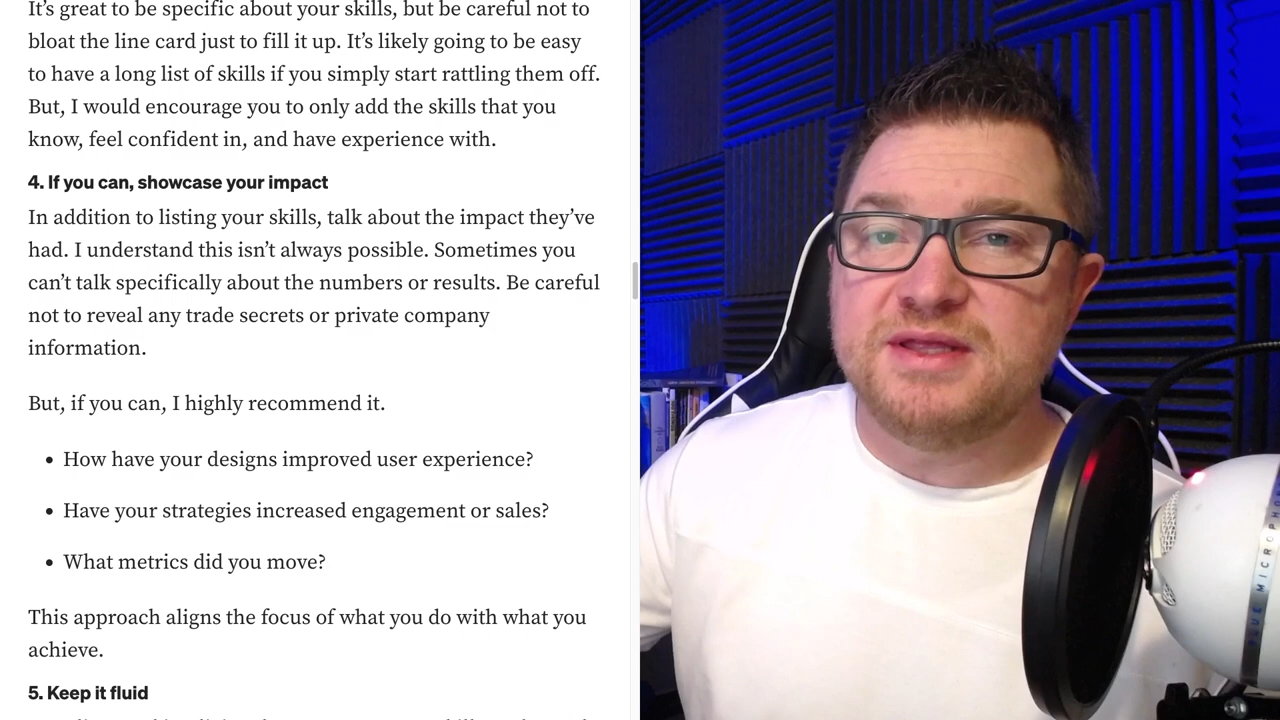 It’s great to be specific about your skills, but be careful not to
bloat the line card just to fill it up. It’s likely going to be easy
to have a long list of skills if you simply start rattling them off.
But, I would encourage you to only add the skills that you
know, feel confident in, and have experience with.
4. If you can, showcase your impact
In addition to listing your skills, talk about the impact they’ve
had. I understand this isn’t always possible. Sometimes you
can’t talk specifically about the numbers or results. Be careful
not to reveal any trade secrets or private company
information.
But, if you can, I highly recommend it.
• How have your designs improved user experience?
• Have your strategies increased engagement or sales?
• What metrics did you move?
This approach aligns the focus of what you do with what you
achieve.
5. Keep it fluid
BLUE MICROPHO